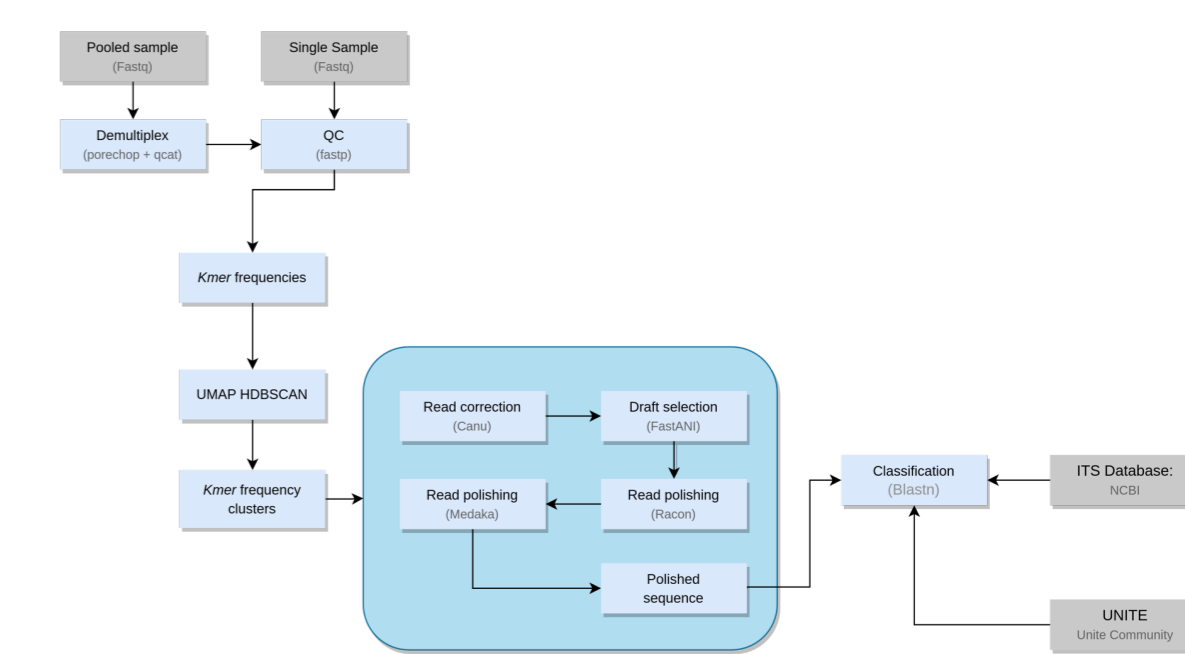 Pooled sample
(Fastq)
Single Sample
(Fastq)
Demultiplex
(porechop + qcat)
QC
(fastp)
Kmer frequencies
UMAP HDBSCAN
Kmer frequency
clusters
Read correction
(Canu)
Draft selection
(FastANI)
Read polishing
(Medaka)
Read polishing
(Racon)
Polished
sequence
Classification
(Blastn)
ITS Database:
NCBI
UNITE
Unite Community